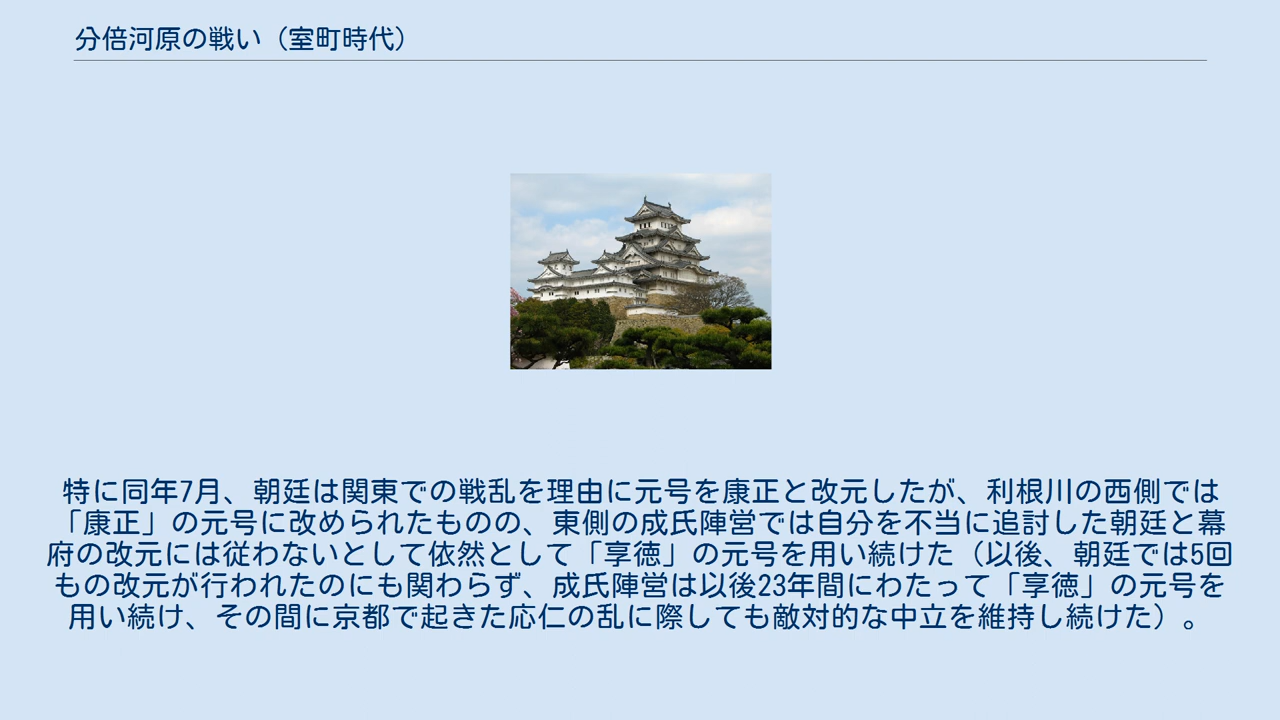 分倍河原の戦い（室町時代）
特に同年7月、朝廷は関東での戦乱を理由に元号を康正と改元したが、利根川の西側では
「康正」の元号に改められたものの、東側の成氏陣営では自分を不当に追討した朝廷と幕
府の改元には従わないとして依然として「享徳」の元号を用い続けた（以後、朝廷では5回
もの改元が行われたのにも関わらず、成氏陣営は以後23年間にわたって「享徳」の元号を
用い続け、その間に京都で起きた応仁の乱に際しても敵対的な中立を維持し続けた）。